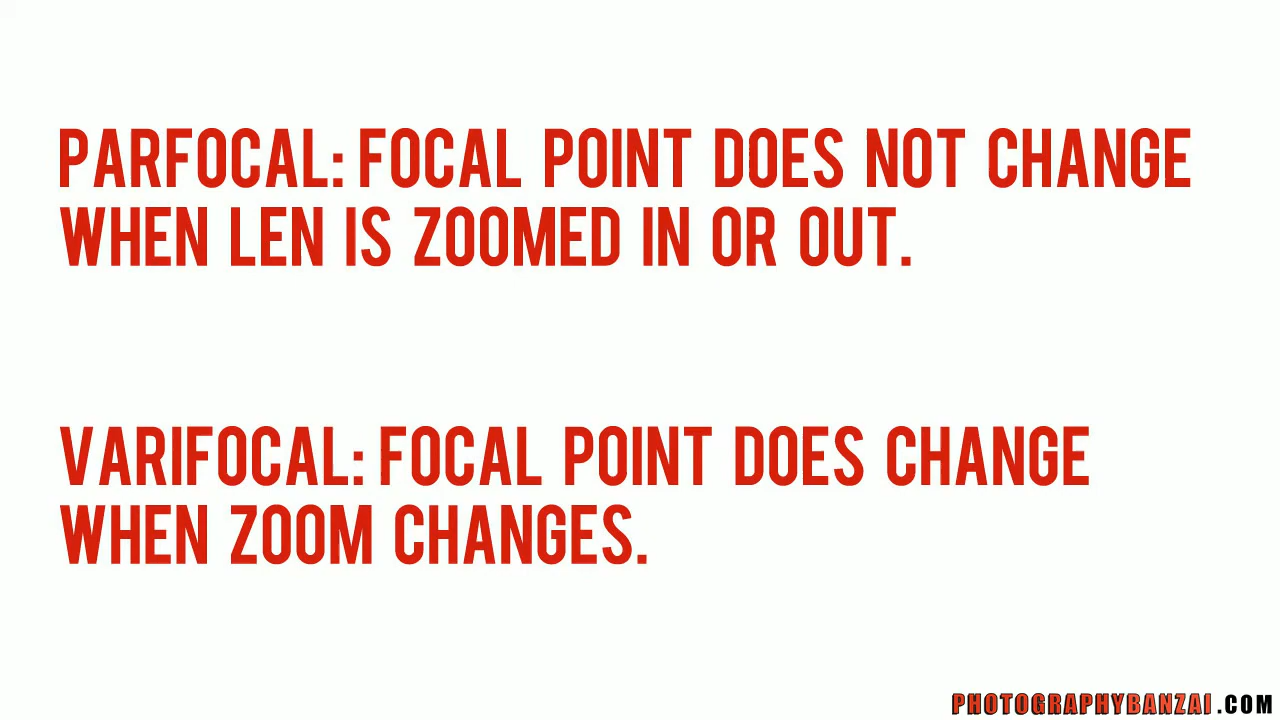 PARFOCAL: FOCAL POINT DOES NOT CHANGE
WHEN LEN IS ZOOMED IN OR OUT.
VARIFOCAL: FOCAL POINT DOES CHANGE
WHEN ZOOM CHANGES.
PHOTOGRAPHYBANZAI.COM